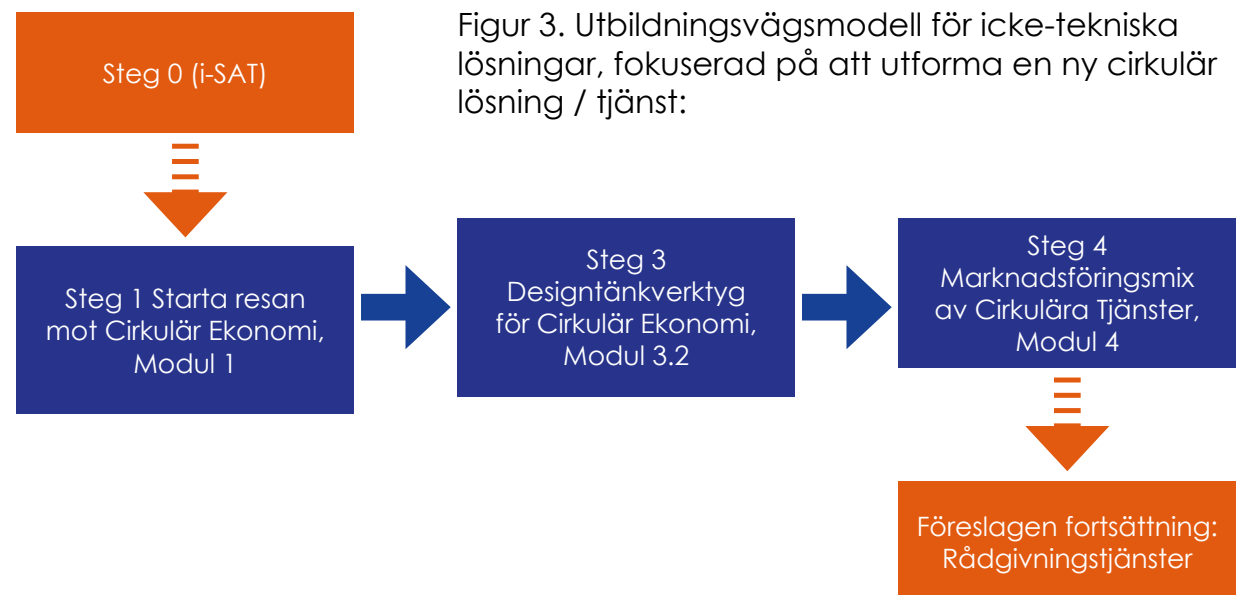 Figur 3. Utbildningsvägsmodell för icke-tekniska
lösningar, fokuserad på att utforma en ny cirkulär
lösning / tjänst:
Steg 0 (i-SAT)
Steg 1 Starta resan
mot Cirkulär Ekonomi,
Modul 1
Steg 3
Designtänkverktyg
för Cirkulär Ekonomi,
Modul 3.2
Steg 4
Marknadsföringsmix
av Cirkulära Tjänster,
Modul 4
Föreslagen fortsättning:
Rådgivningstjänster